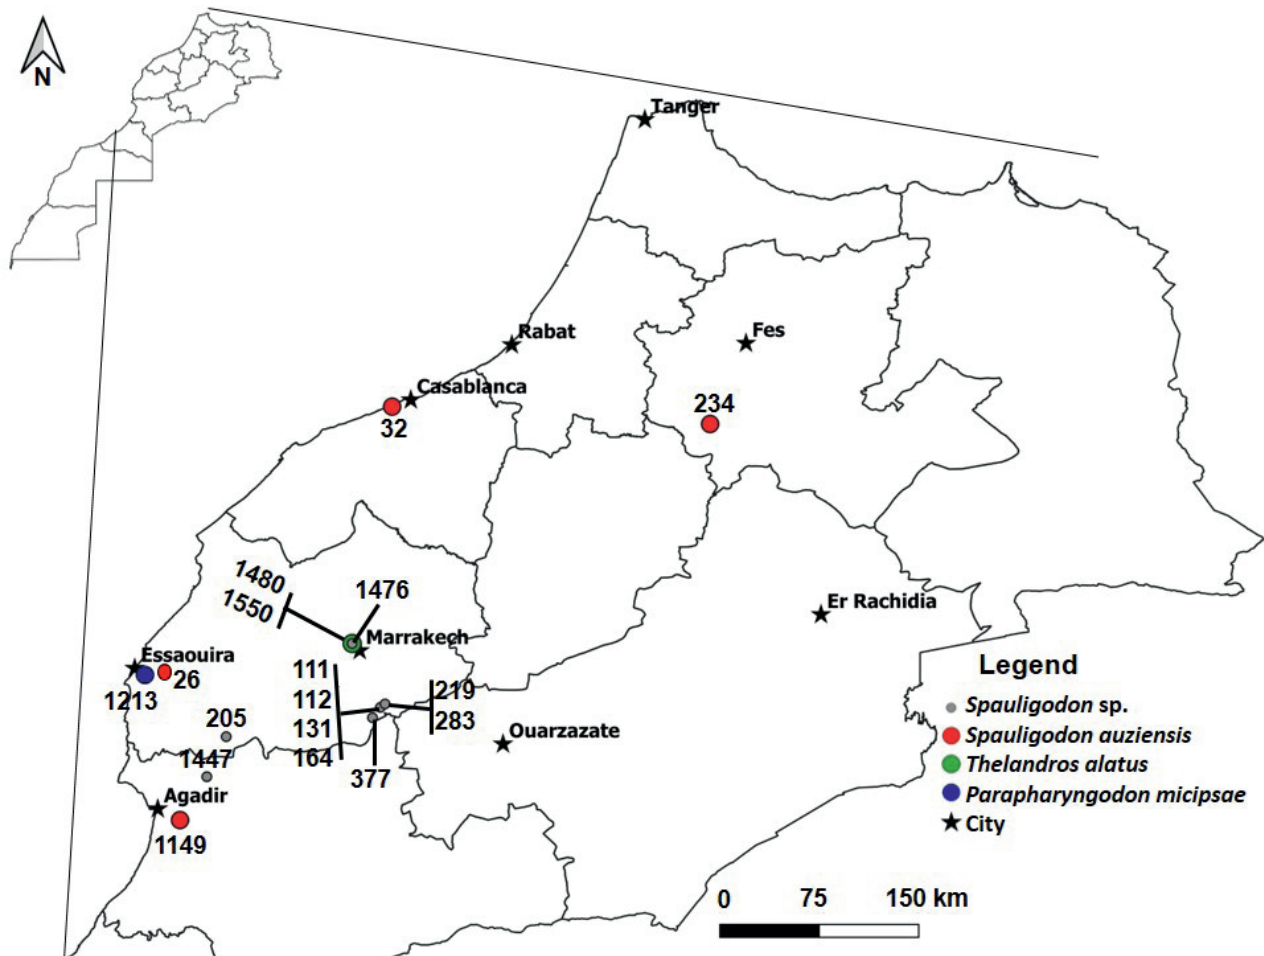 N
Tanger
Rabat
Fes
Casablanca
32
234
1480
1550
1476
Marrakech
Er Rachidia
Essaouira
1213
26
111
112
131
164
219
283
205
377
Ouarzazate
1447
Agadir
1149
Legend
Spauligodon sp.
Spauligodon auziensis
Thelandros alatus
Parapharyngodon micipsae
City
0 75 150 km